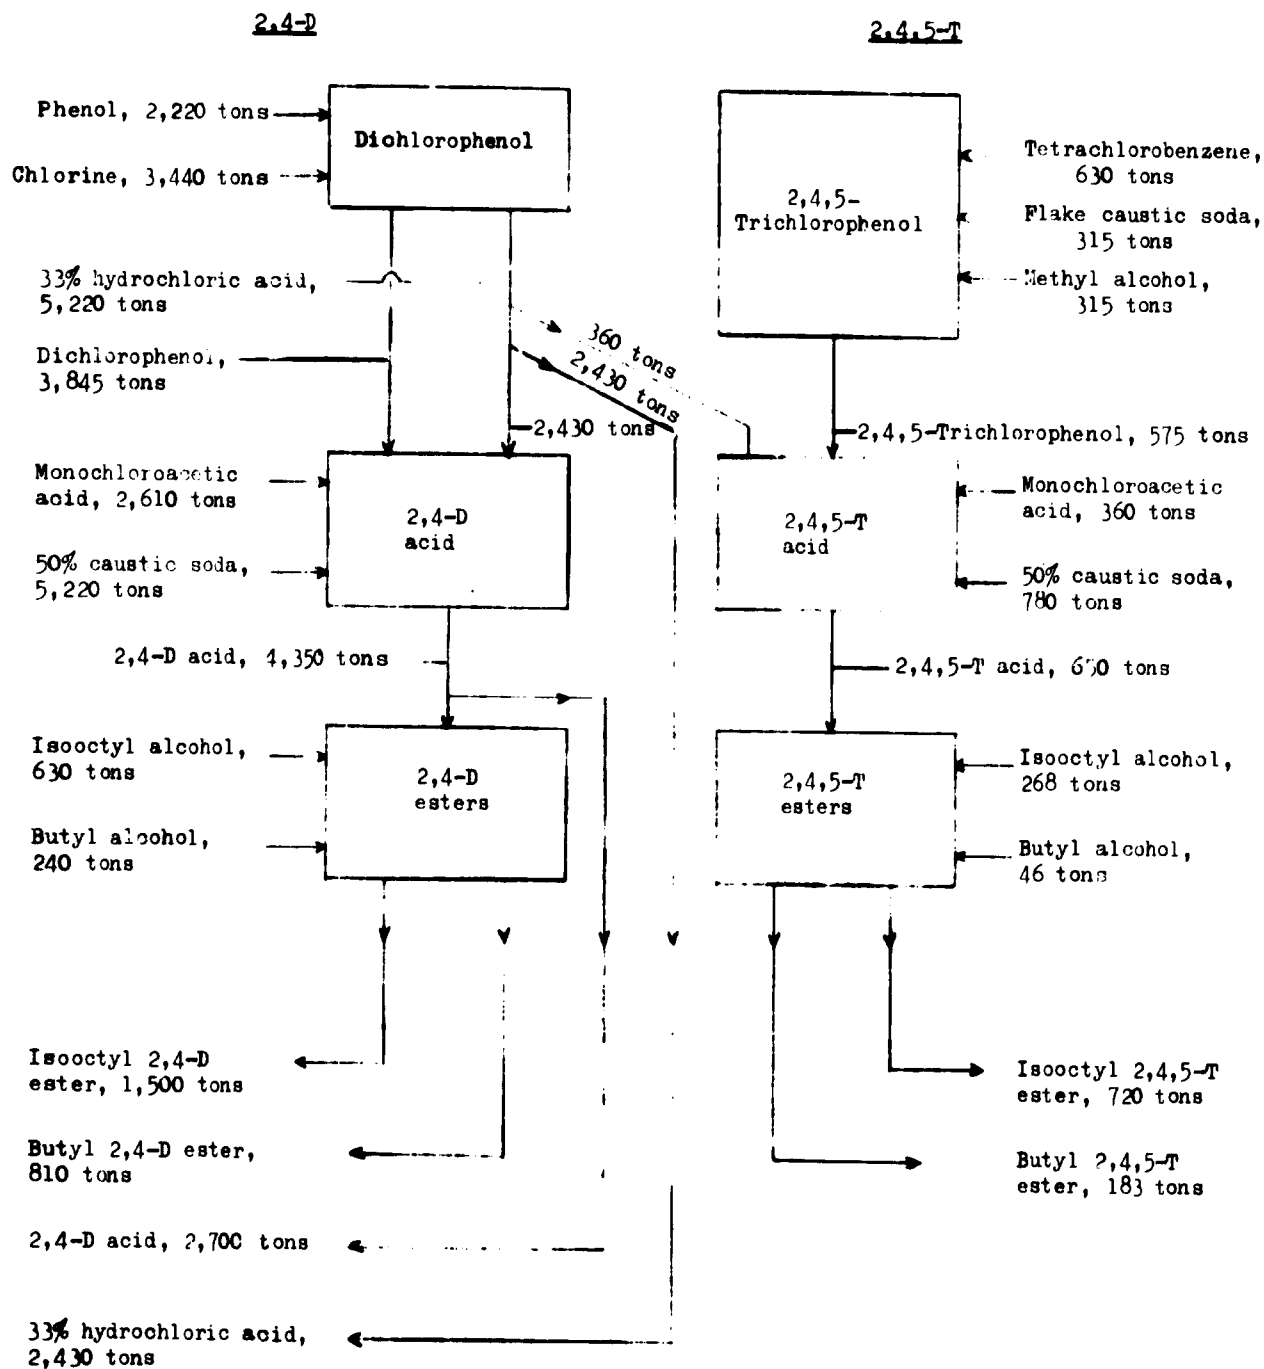 2,4-D
2,4,5-T
Phenol, 2,220 tons
Chlorine, 3,440 tons
Dichlorophenol
2,4,5-
Trichlorophenol
Tetrachlorobenzene,
630 tons
Flake caustic soda,
315 tons
Methyl alcohol,
315 tons
33% hydrochloric acid,
5,220 tons
Dichlorophenol,
3,845 tons
360 tons
2,430 tons
2,430 tons
2,4,5-Trichlorophenol, 575 tons
Monochloroacetic
acid, 2,610 tons
50% caustic soda,
5,220 tons
2,4-D
acid
2,4,5-T
acid
Monochloroacetic
acid, 360 tons
50% caustic soda,
780 tons
2,4-D acid, 4,350 tons
2,4,5-T acid, 650 tons
Isooctyl alcohol,
630 tons
Butyl alcohol,
240 tons
2,4-D
esters
2,4,5-T
esters
Isooctyl alcohol,
268 tons
Butyl alcohol,
46 tons
Isooctyl 2,4-D
ester, 1,500 tons
Butyl 2,4-D ester,
810 tons
2,4-D acid, 2,700 tons
33% hydrochloric acid,
2,430 tons
Isooctyl 2,4,5-T
ester, 720 tons
Butyl 2,4,5-T
ester, 183 tons